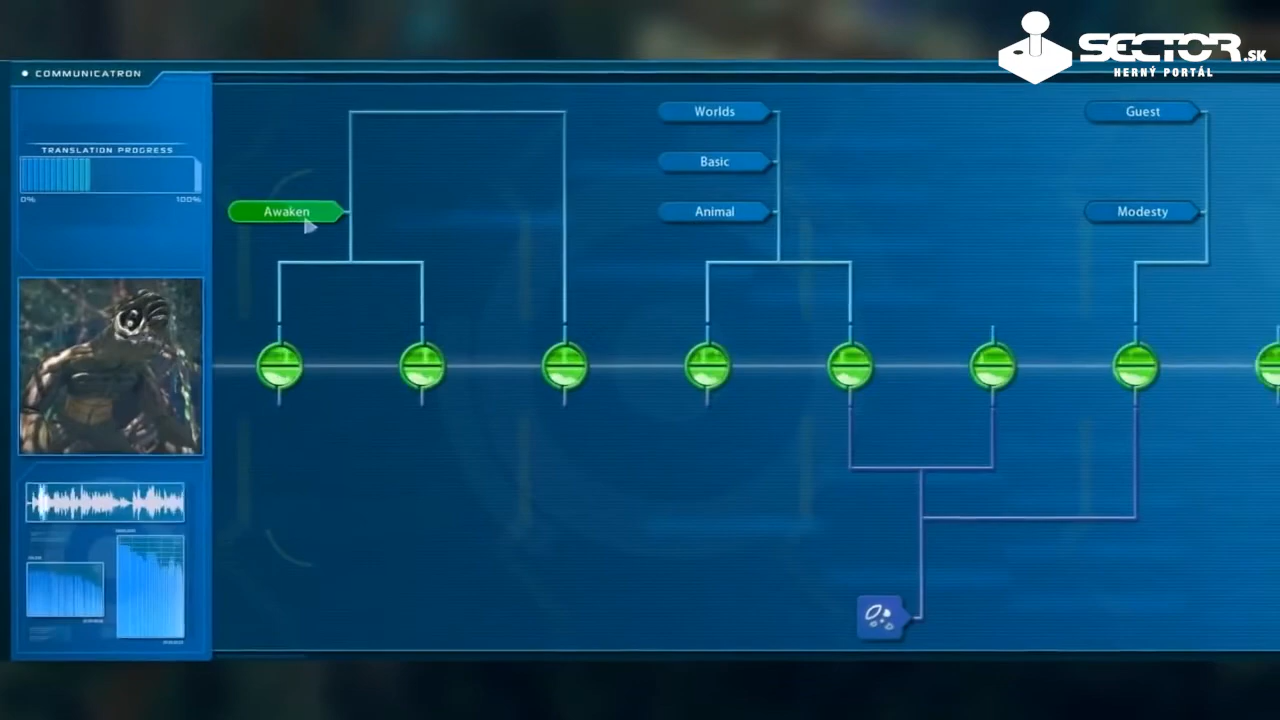 SECTOR.SK
HERNÝ PORTÁL
COMMUNICATRON
TRANSLATION PROGRESS
0%
100%
Awaken
Worlds
Basic
Animal
Guest
Modesty